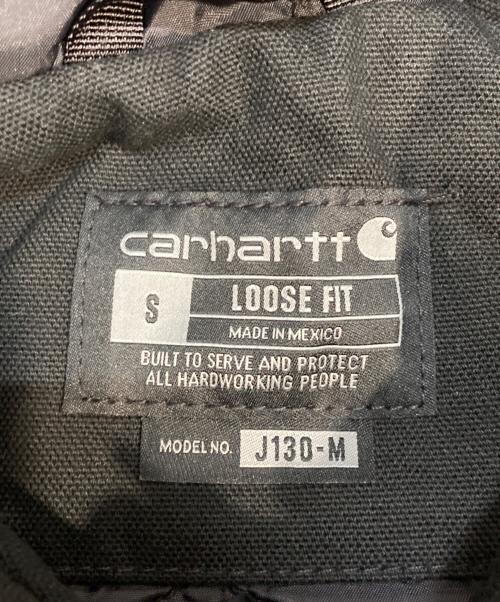 carhartt
S
LOOSE FIT
MADE IN MEXICO
BUILT TO SERVE AND PROTECT
ALL HARDWORKING PEOPLE
MODEL NO. J130-M